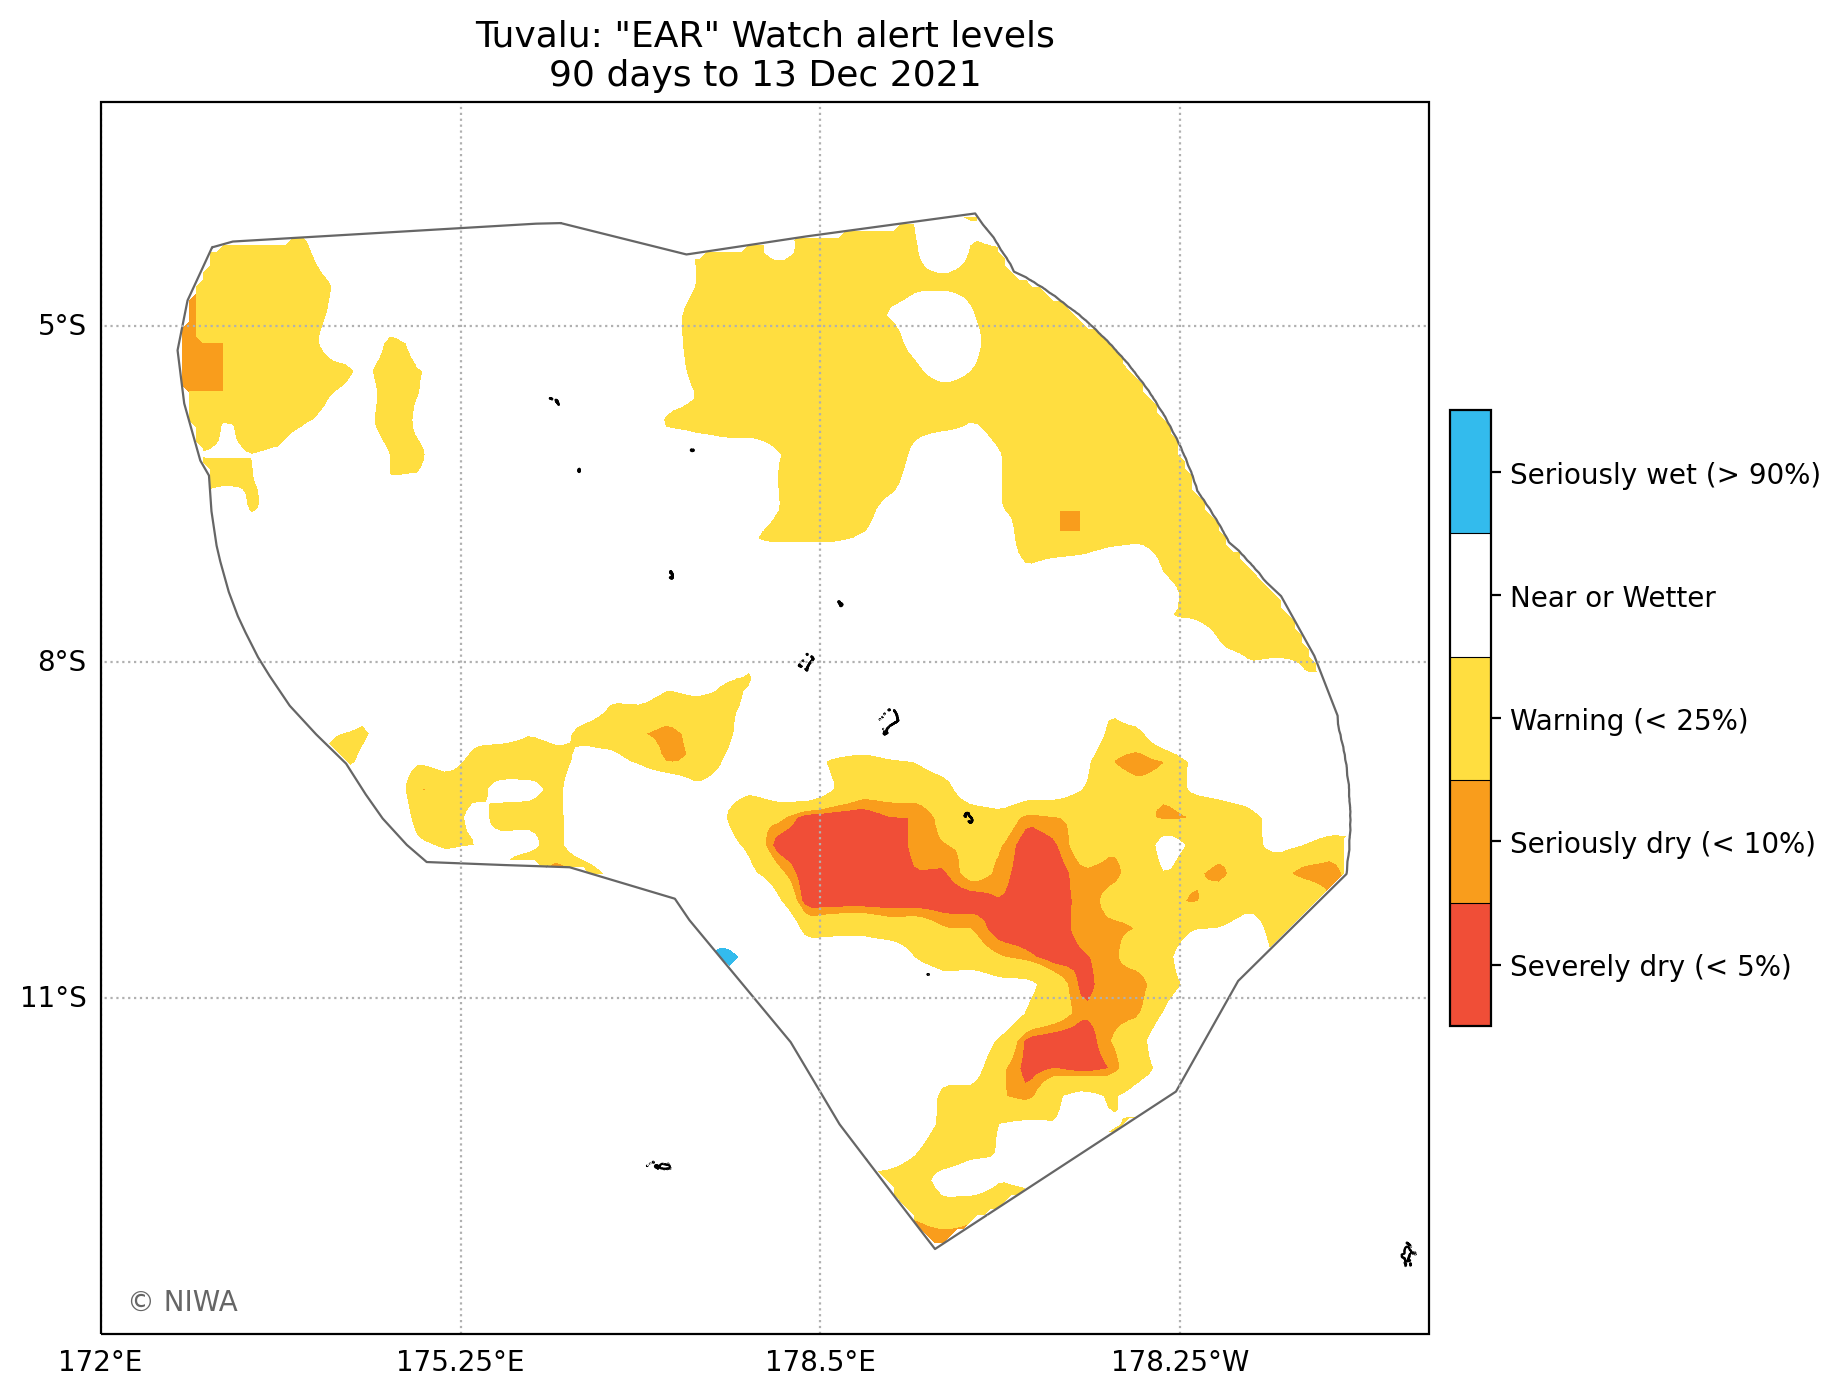 Tuvalu: "EAR" Watch alert levels
90 days to 13 Dec 2021
5°S
8°S
11°S
172°E
175.25°E
178.5°E
178.25°W
Seriously wet (> 90%)
Near or Wetter
Warning (< 25%)
Seriously dry (< 10%)
Severely dry (< 5%)
© NIWA